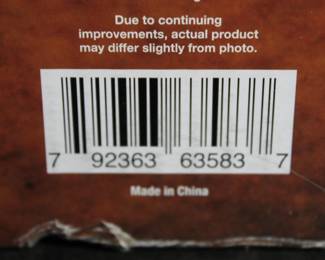 Due to continuing
improvements, actual product
may differ slightly from photo.
7 92363 63583 7
Made in China